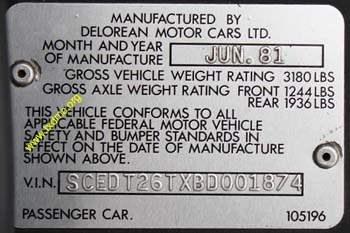 MANUFACTURED BY
DELOREAN MOTOR CARS LTD.
MONTH AND YEAR
OF MANUFACTURE JUN. 81
GROSS VEHICLE WEIGHT RATING 3180 LBS
GROSS AXLE WEIGHT RATING FRONT 1244 LBS
REAR 1936 LBS
THIS VEHICLE CONFORMS TO ALL
APPLICABLE FEDERAL MOTOR VEHICLE
SAFETY AND BUMPER STANDARDS IN
EFFECT ON THE DATE OF MANUFACTURE
SHOWN ABOVE.
V.I.N. SCEDT26TXBD001874
PASSENGER CAR. 105196